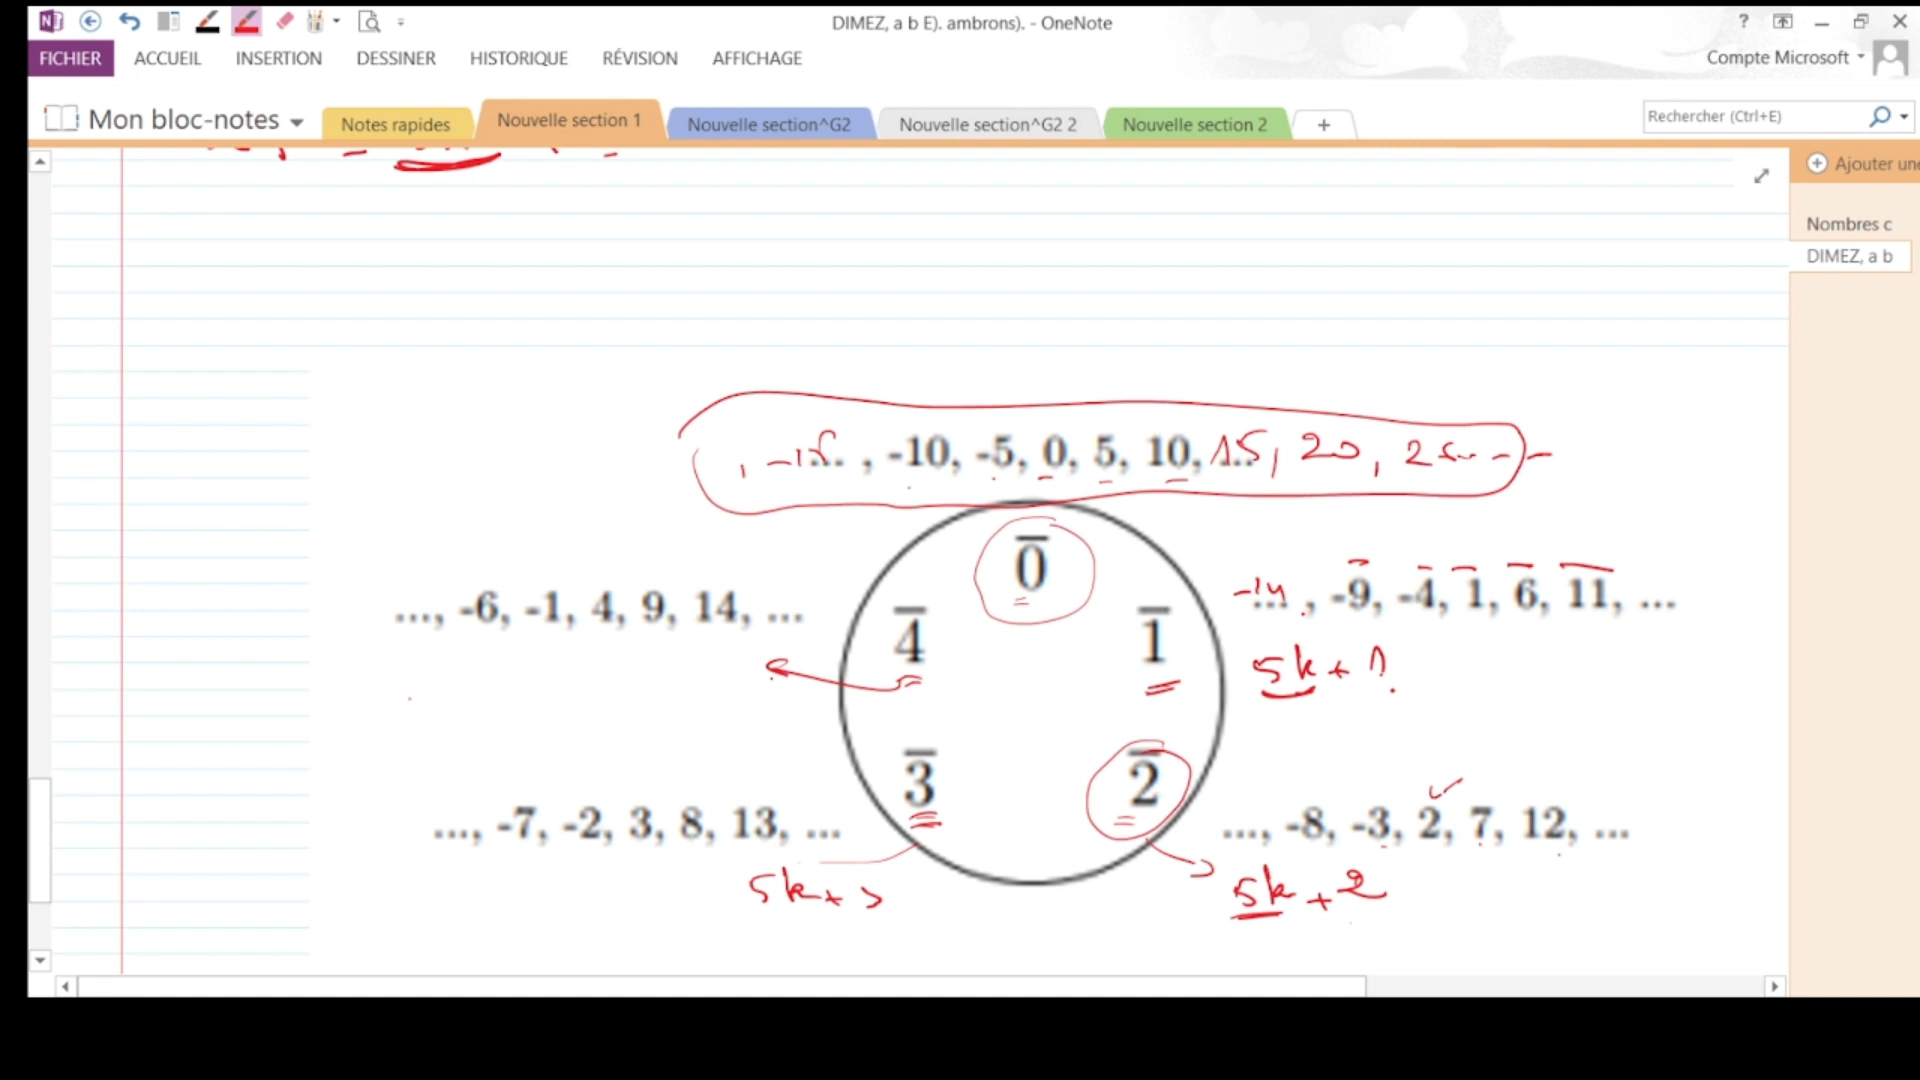 DIMEZ, a b E). ambrons). - OneNote
FICHIER ACCUEIL INSERTION DESSINER HISTORIQUE RÉVISION AFFICHAGE
Compte Microsoft
Mon bloc-notes
Notes rapides
Nouvelle section 1
Nouvelle section^G2
Nouvelle section^G2 2
Nouvelle section 2
+
Rechercher (Ctrl+E)
Ajouter une
Nombres c
DIMEZ, a b
, -15... , -10, -5, 0, 5, 10, 15, 20, 25---
0̅
..., -6, -1, 4, 9, 14, ...
4̅
1̅
-14 ... , -9, -4, 1, 6, 11, ...
5k+1
3̅
2̅
..., -7, -2, 3, 8, 13, ...
..., -8, -3, 2, 7, 12, ...
5k+3
5k+2